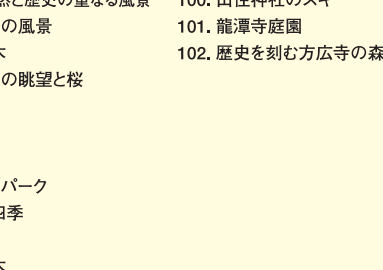 然と歴史の重なる風景
の風景
木
の眺望と桜
パーク
四季
木
100. 山住神社のスギ
101. 龍潭寺庭園
102. 歴史を刻む方広寺の森